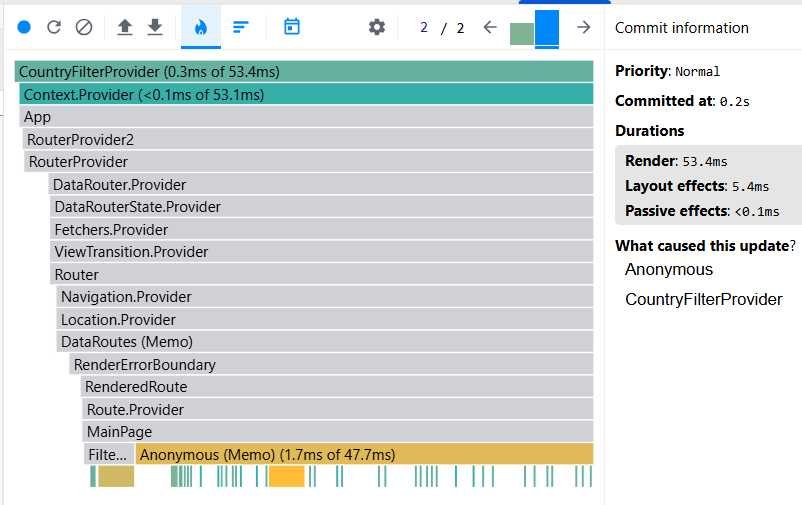 2 / 2
Commit information
CountryFilterProvider (0.3ms of 53.4ms)
Context.Provider (<0.1ms of 53.1ms)
App
RouterProvider2
RouterProvider
DataRouter.Provider
DataRouterState.Provider
Fetchers.Provider
ViewTransition.Provider
Router
Navigation.Provider
Location.Provider
DataRoutes (Memo)
RenderErrorBoundary
RenderedRoute
Route.Provider
MainPage
Filte... Anonymous (Memo) (1.7ms of 47.7ms)
Priority: Normal
Committed at: 0.2s
Durations
Render: 53.4ms
Layout effects: 5.4ms
Passive effects: <0.1ms
What caused this update?
Anonymous
CountryFilterProvider